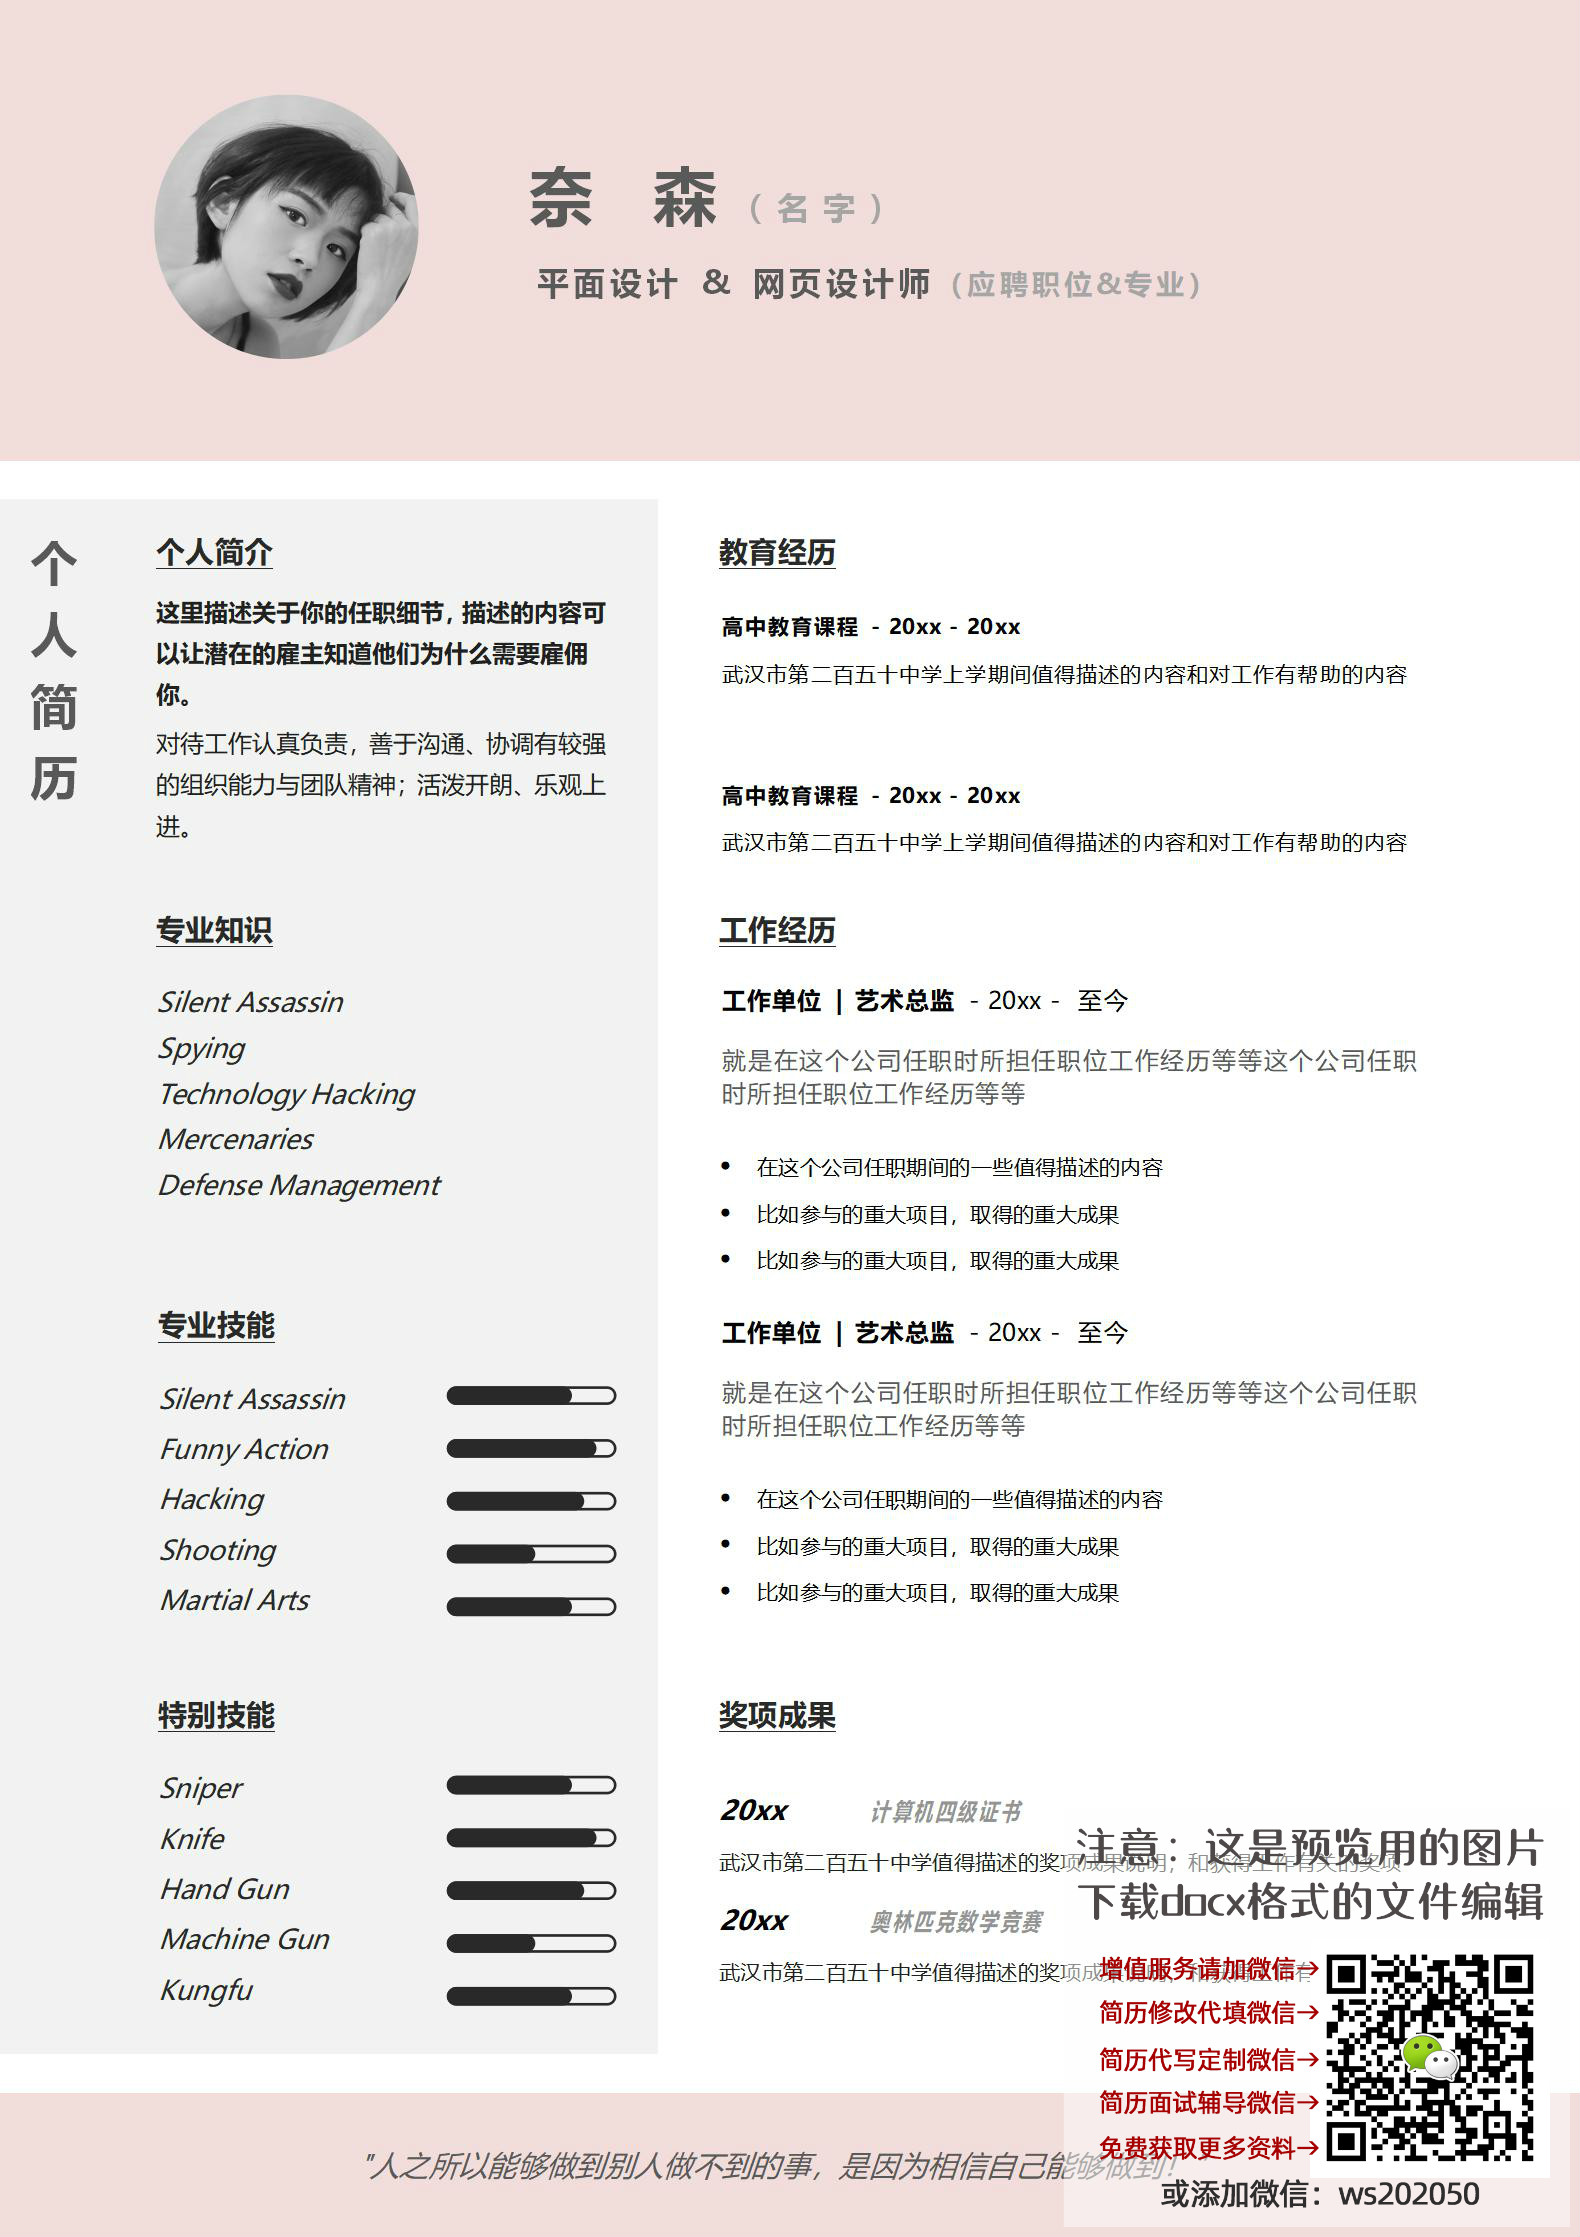 奈 森 （名字）
平面设计 & 网页设计师（应聘职位&专业）
个人简历
个人简介
这里描述关于你的任职细节，描述的内容可
以让潜在的雇主知道他们为什么需要雇佣
你。
对待工作认真负责，善于沟通、协调有较强
的组织能力与团队精神；活泼开朗、乐观上
进。
专业知识
Silent Assassin
Spying
Technology Hacking
Mercenaries
Defense Management
专业技能
Silent Assassin
Funny Action
Hacking
Shooting
Martial Arts
特别技能
Sniper
Knife
Hand Gun
Machine Gun
Kungfu
教育经历
高中教育课程 - 20xx - 20xx
武汉市第二百五十中学上学期间值得描述的内容和对工作有帮助的内容
高中教育课程 - 20xx - 20xx
武汉市第二百五十中学上学期间值得描述的内容和对工作有帮助的内容
工作经历
工作单位 | 艺术总监 - 20xx - 至今
就是在这个公司任职时所担任职位工作经历等等这个公司任职
时所担任职位工作经历等等
• 在这个公司任职期间的一些值得描述的内容
• 比如参与的重大项目，取得的重大成果
• 比如参与的重大项目，取得的重大成果
工作单位 | 艺术总监 - 20xx - 至今
就是在这个公司任职时所担任职位工作经历等等这个公司任职
时所担任职位工作经历等等
• 在这个公司任职期间的一些值得描述的内容
• 比如参与的重大项目，取得的重大成果
• 比如参与的重大项目，取得的重大成果
奖项成果
20xx 计算机四级证书
武汉市第二百五十中学值得描述的奖项成果说明；和获得工作有关的奖项
20xx 奥林匹克数学竞赛
武汉市第二百五十中学值得描述的奖项成果说明；和获得工作有
注意：这是预览用的图片
下载docx格式的文件编辑
增值服务请加微信→
简历修改代填微信→
简历代写定制微信→
简历面试辅导微信→
免费获取更多资料→
或添加微信：ws202050
"人之所以能够做到别人做不到的事，是因为相信自己能够做到！